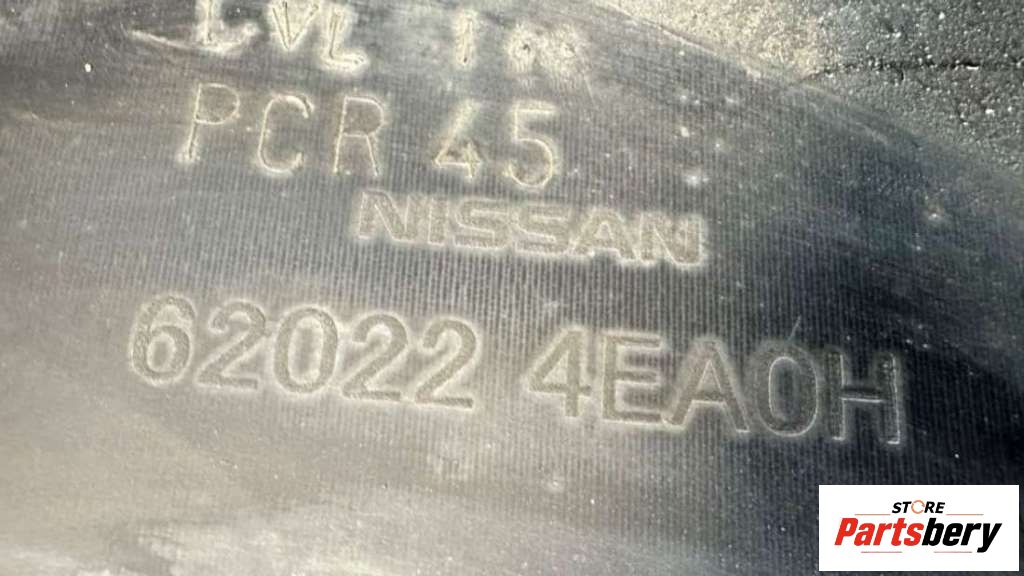 PCR 45
NISSAN
62022 4EA0H
STORE
Partsbery